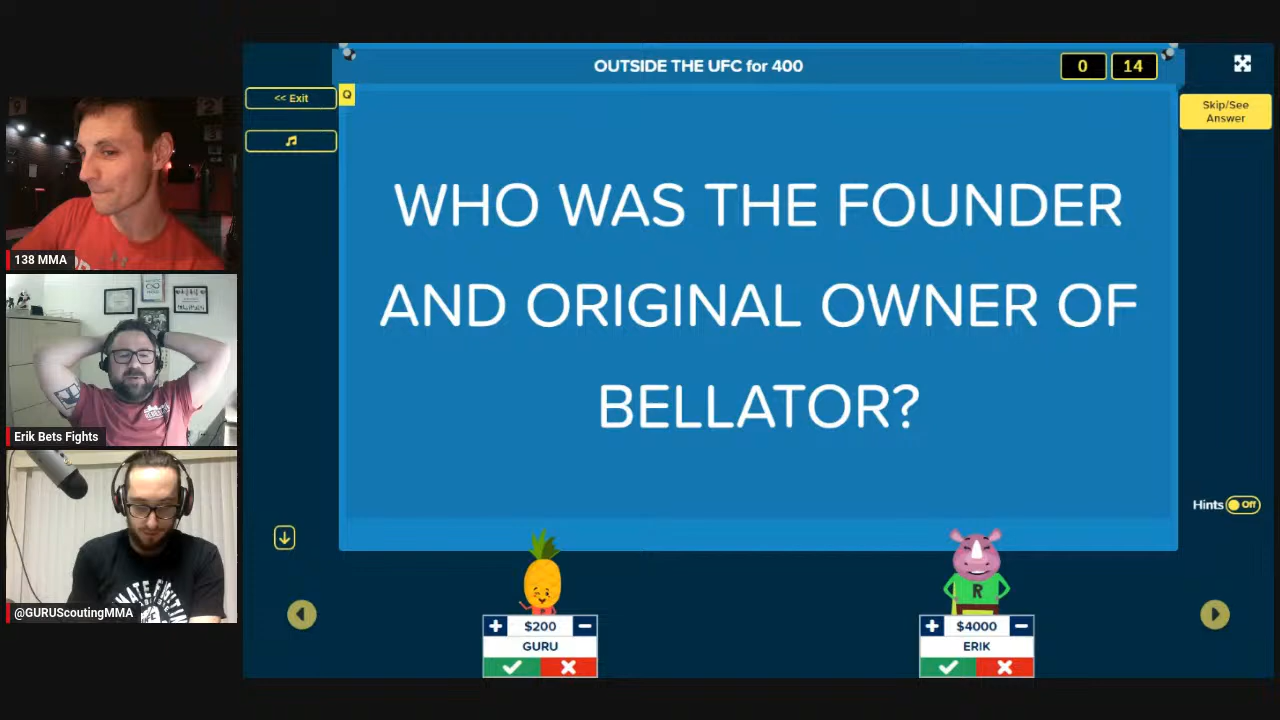 OUTSIDE THE UFC for 400
0 14
<< Exit
Q
Skip/See
Answer
WHO WAS THE FOUNDER
AND ORIGINAL OWNER OF
BELLATOR?
138 MMA
Erik Bets Fights
@GURUScoutingMMA
Hints Off
R
+ $200 −
GURU
+ $4000 −
ERIK